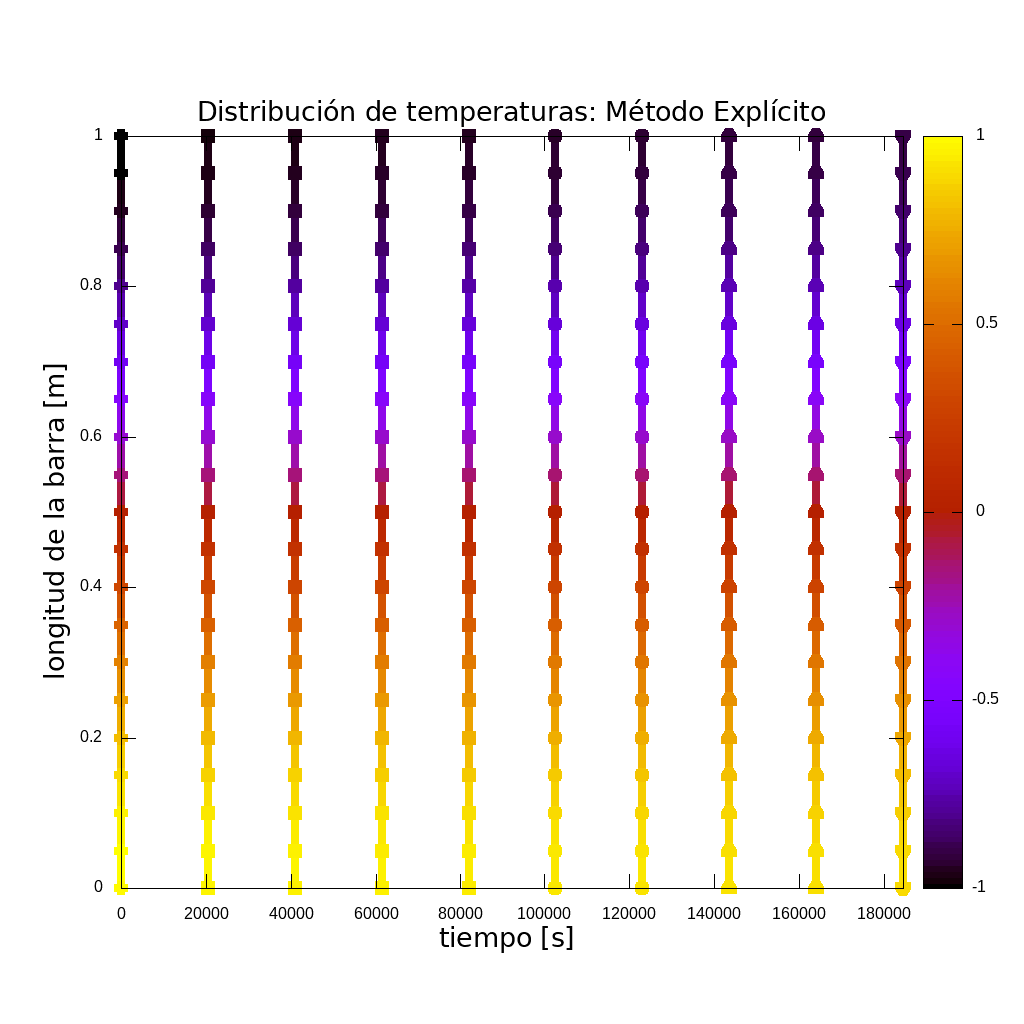 Distribución de temperaturas: Método Explícito
1
0.8
0.6
0.4
0.2
0
longitud de la barra [m]
0 20000 40000 60000 80000 100000 120000 140000 160000 180000
tiempo [s]
1
0.5
0
-0.5
-1